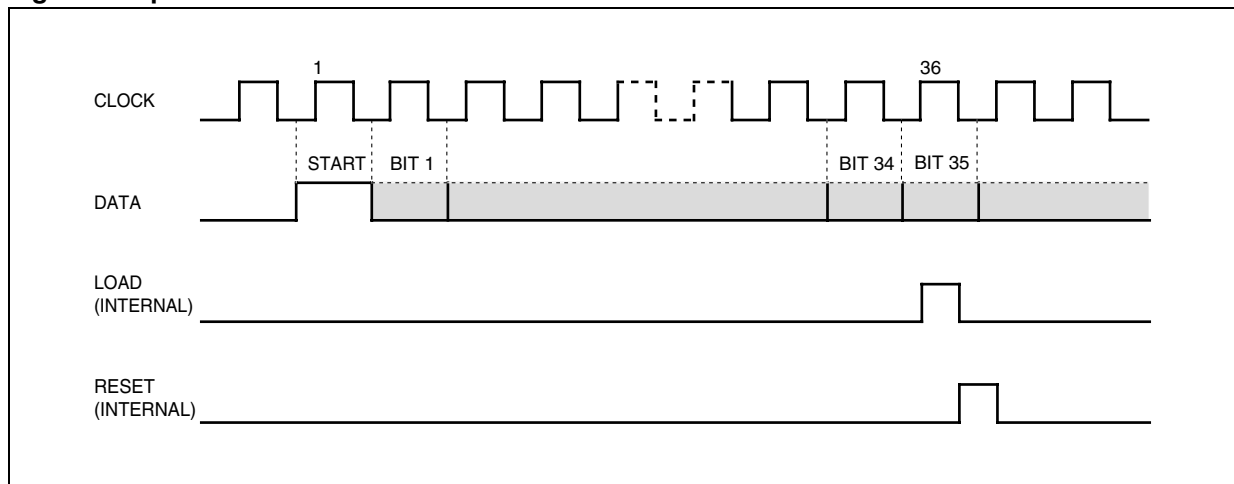 1 36
CLOCK
START BIT 1 BIT 34 BIT 35
DATA
LOAD
(INTERNAL)
RESET
(INTERNAL)